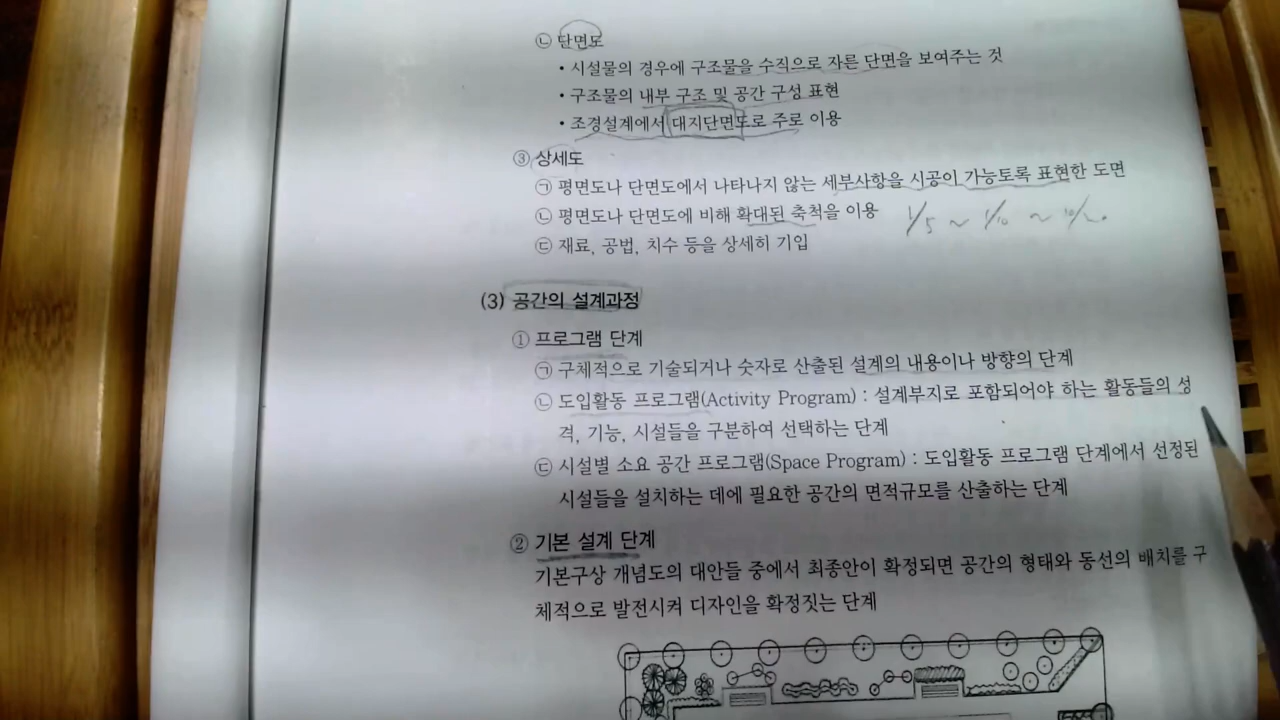 ㉡ 단면도
• 시설물의 경우에 구조물을 수직으로 자른 단면을 보여주는 것
• 구조물의 내부 구조 및 공간 구성 표현
• 조경설계에서 대지단면도로 주로 이용
③ 상세도
㉠ 평면도나 단면도에서 나타나지 않는 세부사항을 시공이 가능토록 표현한 도면
㉡ 평면도나 단면도에 비해 확대된 축척을 이용 1/5 ~ 1/10 ~
㉢ 재료, 공법, 치수 등을 상세히 기입
(3) 공간의 설계과정
① 프로그램 단계
㉠ 구체적으로 기술되거나 숫자로 산출된 설계의 내용이나 방향의 단계
㉡ 도입활동 프로그램(Activity Program) : 설계부지로 포함되어야 하는 활동들의 성
격, 기능, 시설들을 구분하여 선택하는 단계
㉢ 시설별 소요 공간 프로그램(Space Program) : 도입활동 프로그램 단계에서 선정된
시설들을 설치하는 데에 필요한 공간의 면적규모를 산출하는 단계
② 기본 설계 단계
기본구상 개념도의 대안들 중에서 최종안이 확정되면 공간의 형태와 동선의 배치를 구
체적으로 발전시켜 디자인을 확정짓는 단계